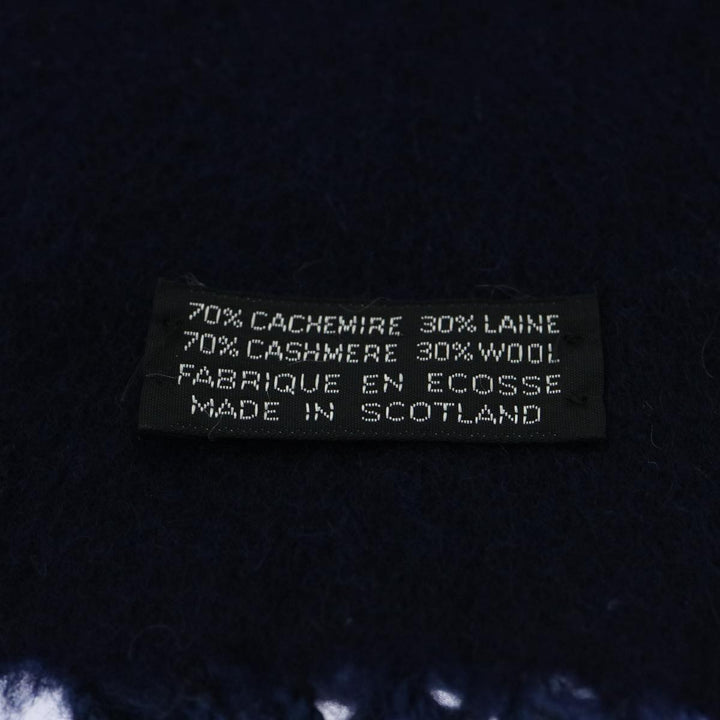 70% CACHEMIRE 30% LAINE
70% CASHMERE 30% WOOL
FABRIQUE EN ECOSSE
MADE IN SCOTLAND